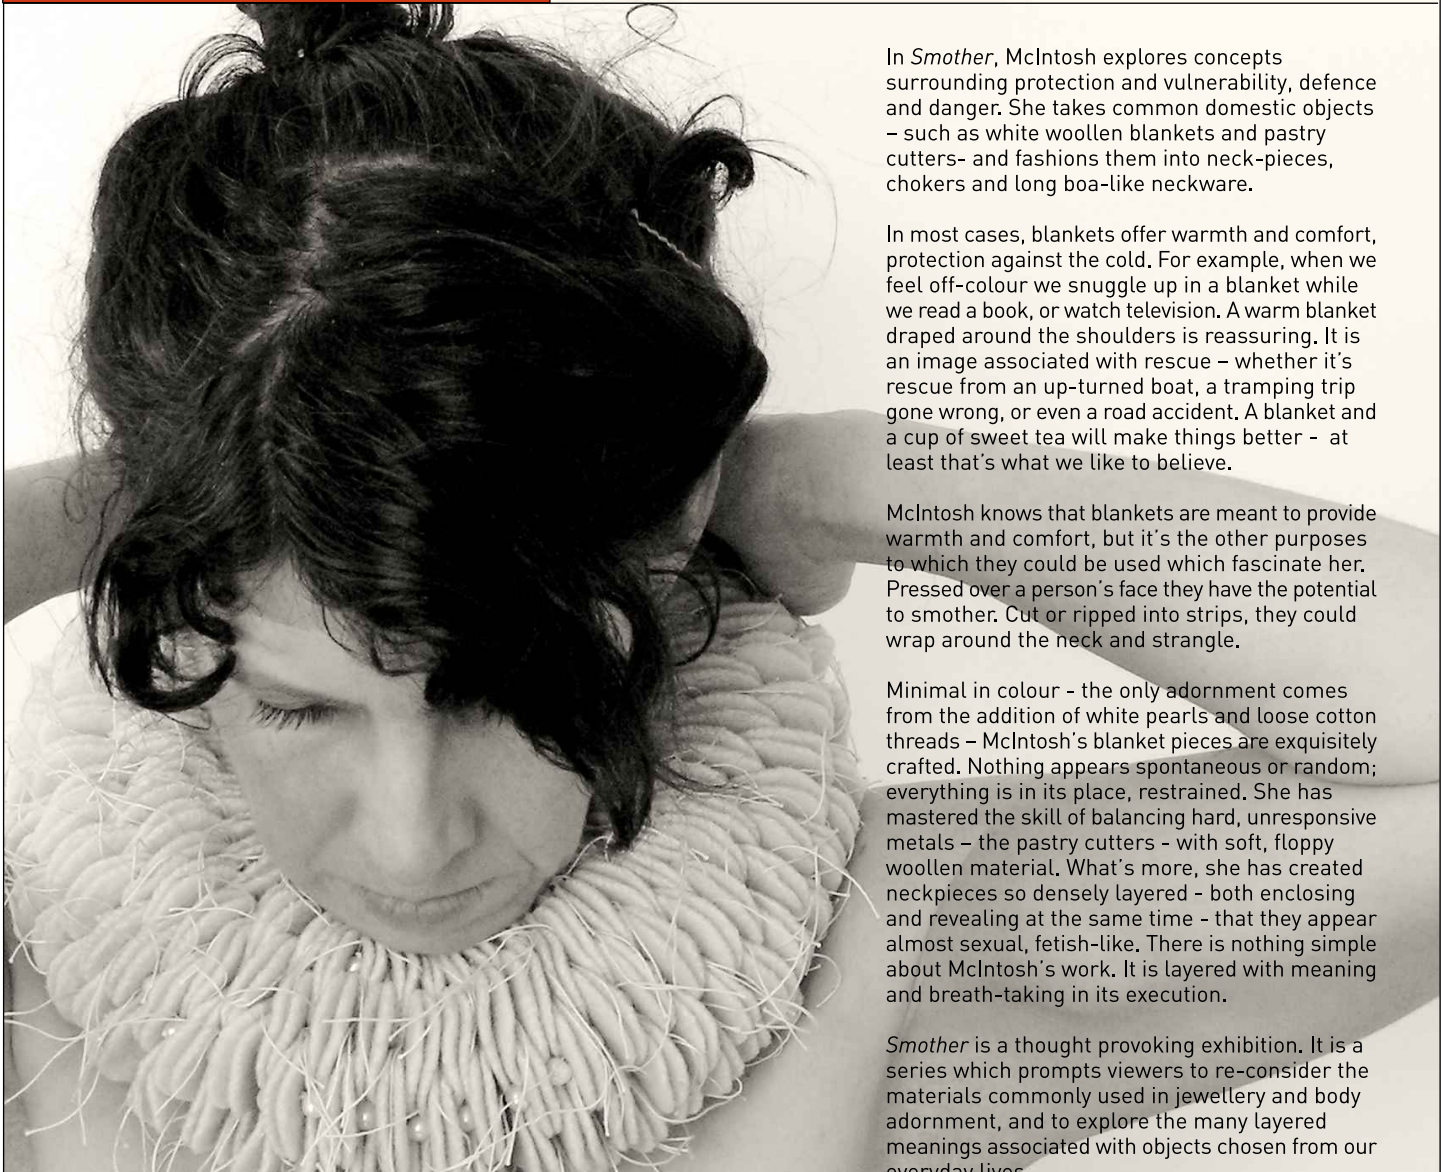 In Smother, McIntosh explores concepts
surrounding protection and vulnerability, defence
and danger. She takes common domestic objects
– such as white woollen blankets and pastry
cutters- and fashions them into neck-pieces,
chokers and long boa-like neckware.
In most cases, blankets offer warmth and comfort,
protection against the cold. For example, when we
feel off-colour we snuggle up in a blanket while
we read a book, or watch television. A warm blanket
draped around the shoulders is reassuring. It is
an image associated with rescue – whether it's
rescue from an up-turned boat, a tramping trip
gone wrong, or even a road accident. A blanket and
a cup of sweet tea will make things better - at
least that's what we like to believe.
McIntosh knows that blankets are meant to provide
warmth and comfort, but it's the other purposes
to which they could be used which fascinate her.
Pressed over a person's face they have the potential
to smother. Cut or ripped into strips, they could
wrap around the neck and strangle.
Minimal in colour - the only adornment comes
from the addition of white pearls and loose cotton
threads – McIntosh's blanket pieces are exquisitely
crafted. Nothing appears spontaneous or random;
everything is in its place, restrained. She has
mastered the skill of balancing hard, unresponsive
metals – the pastry cutters - with soft, floppy
woollen material. What's more, she has created
neckpieces so densely layered - both enclosing
and revealing at the same time - that they appear
almost sexual, fetish-like. There is nothing simple
about McIntosh's work. It is layered with meaning
and breath-taking in its execution.
Smother is a thought provoking exhibition. It is a
series which prompts viewers to re-consider the
materials commonly used in jewellery and body
adornment, and to explore the many layered
meanings associated with objects chosen from our
everyday lives